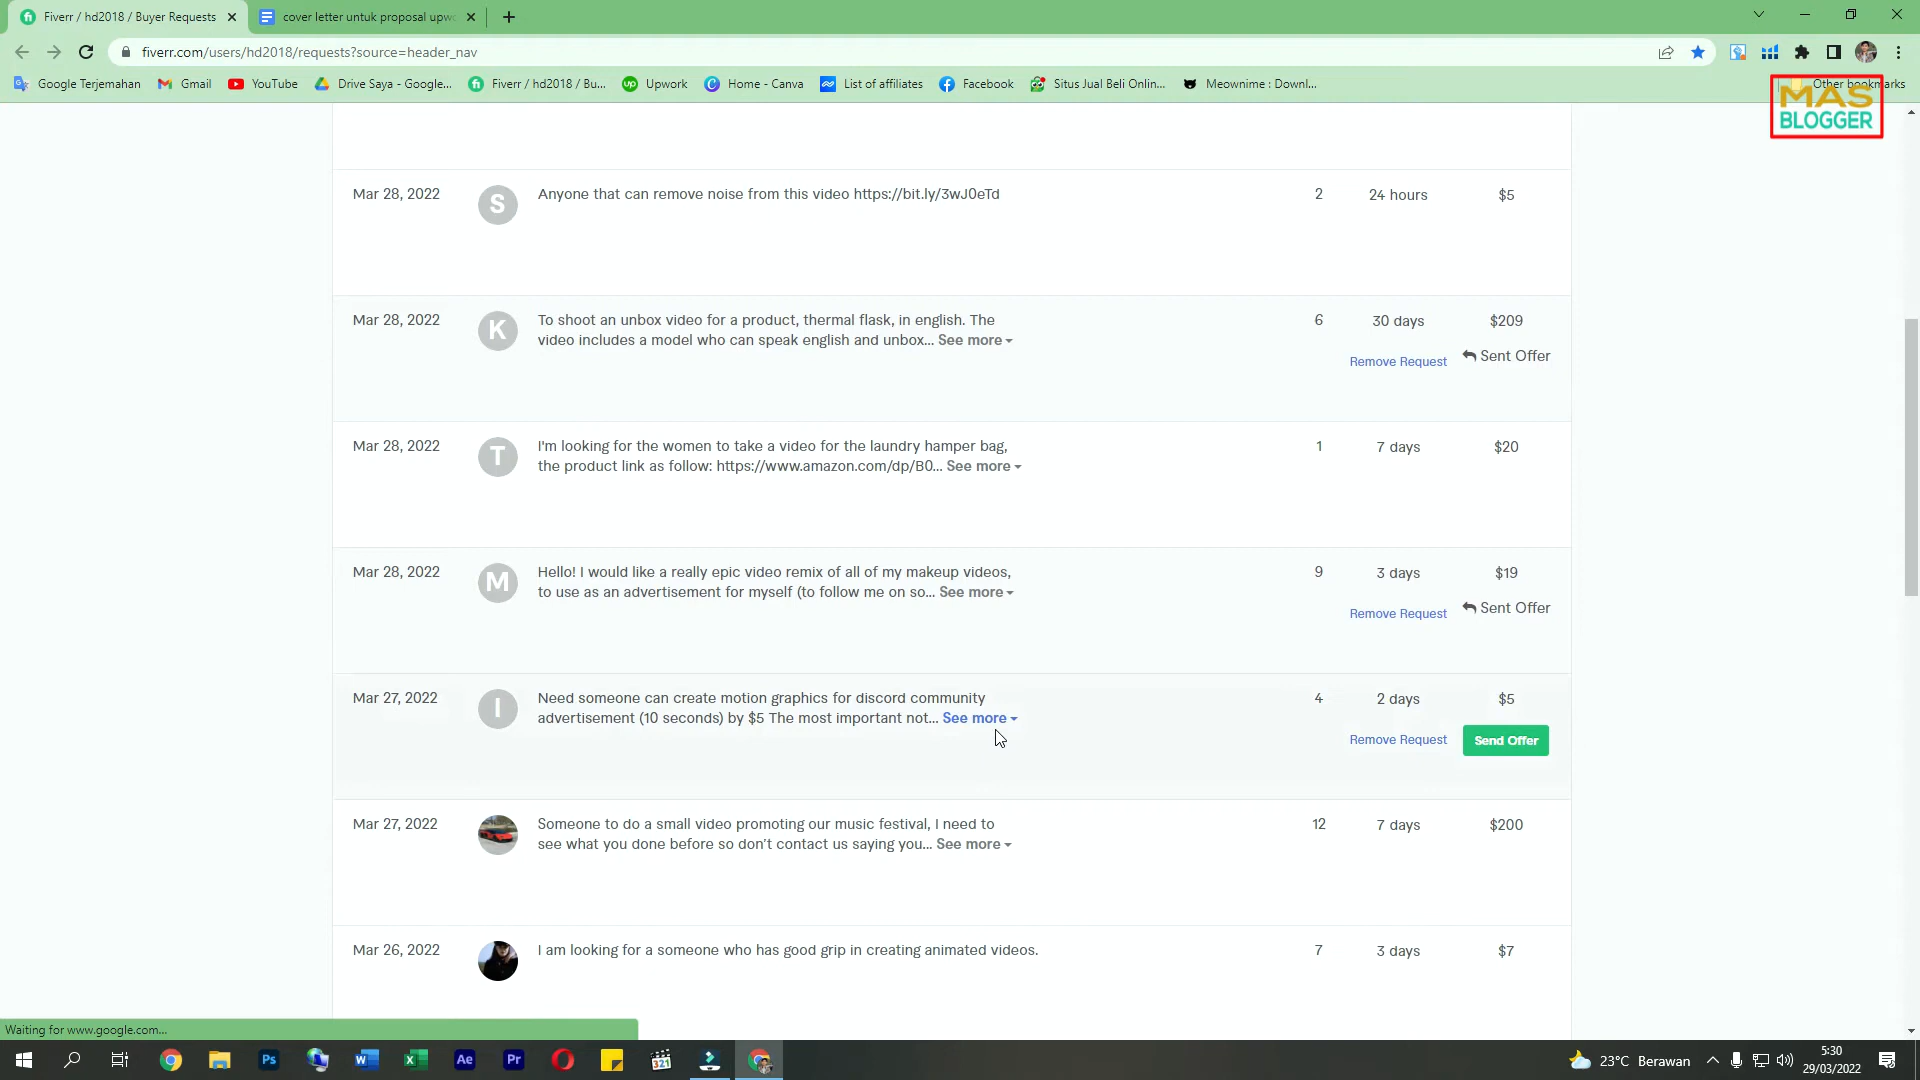 Fiverr / hd2018 / Buyer Requests
cover letter untuk proposal upwo
fiverr.com/users/hd2018/requests?source=header_nav
Google Terjemahan
Gmail
YouTube
Drive Saya - Google...
Fiverr / hd2018 / Bu...
Upwork
Home - Canva
List of affiliates
Facebook
Situs Jual Beli Onlin...
Meownime : Downl...
Other bookmarks
MAS
BLOGGER
Mar 28, 2022
S
Anyone that can remove noise from this video https://bit.ly/3wJ0eTd
2
24 hours
$5
Mar 28, 2022
K
To shoot an unbox video for a product, thermal flask, in english. The
video includes a model who can speak english and unbox... See more
6
30 days
$209
Remove Request
Sent Offer
Mar 28, 2022
T
I'm looking for the women to take a video for the laundry hamper bag,
the product link as follow: https://www.amazon.com/dp/B0... See more
1
7 days
$20
Mar 28, 2022
M
Hello! I would like a really epic video remix of all of my makeup videos,
to use as an advertisement for myself (to follow me on so... See more
9
3 days
$19
Remove Request
Sent Offer
Mar 27, 2022
I
Need someone can create motion graphics for discord community
advertisement (10 seconds) by $5 The most important not... See more
4
2 days
$5
Remove Request
Send Offer
Mar 27, 2022
Someone to do a small video promoting our music festival, I need to
see what you done before so don't contact us saying you... See more
12
7 days
$200
Mar 26, 2022
I am looking for a someone who has good grip in creating animated videos.
7
3 days
$7
Waiting for www.google.com...
Ps
Ae
Pr
321
23°C Berawan
5:30
29/03/2022